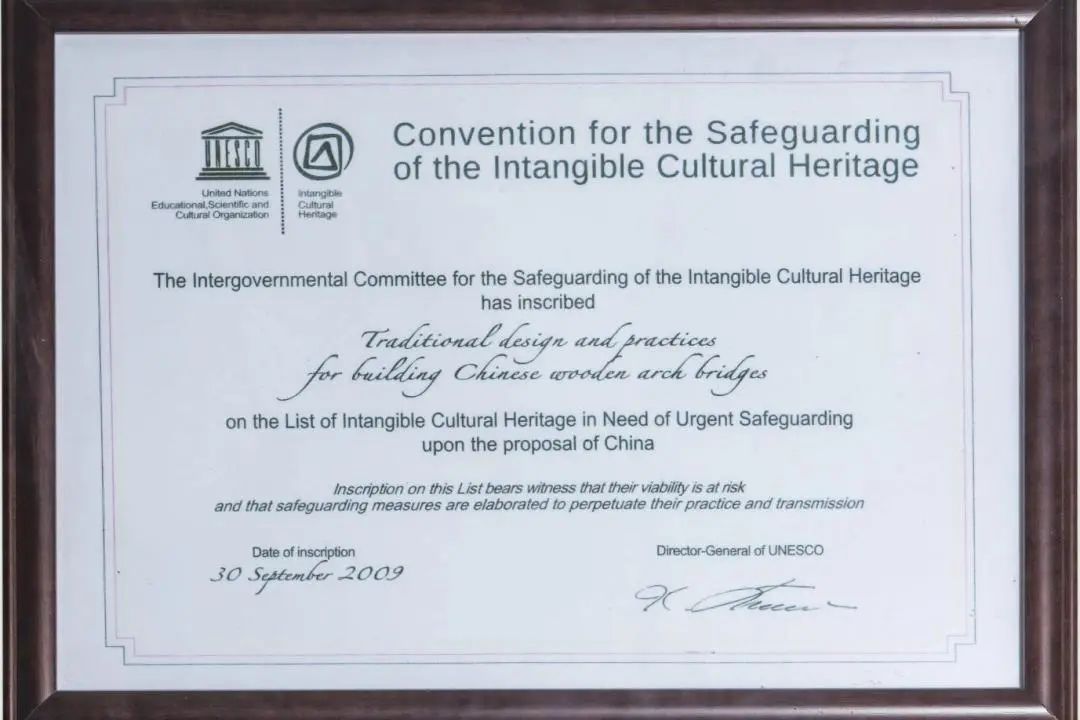 UNESCO
United Nations
Educational,Scientific and
Cultural Organization
Intangible
Cultural
Heritage
Convention for the Safeguarding
of the Intangible Cultural Heritage
The Intergovernmental Committee for the Safeguarding of the Intangible Cultural Heritage
has inscribed
Traditional design and practices
for building Chinese wooden arch bridges
on the List of Intangible Cultural Heritage in Need of Urgent Safeguarding
upon the proposal of China
Inscription on this List bears witness that their viability is at risk
and that safeguarding measures are elaborated to perpetuate their practice and transmission
Date of inscription
30 September 2009
Director-General of UNESCO